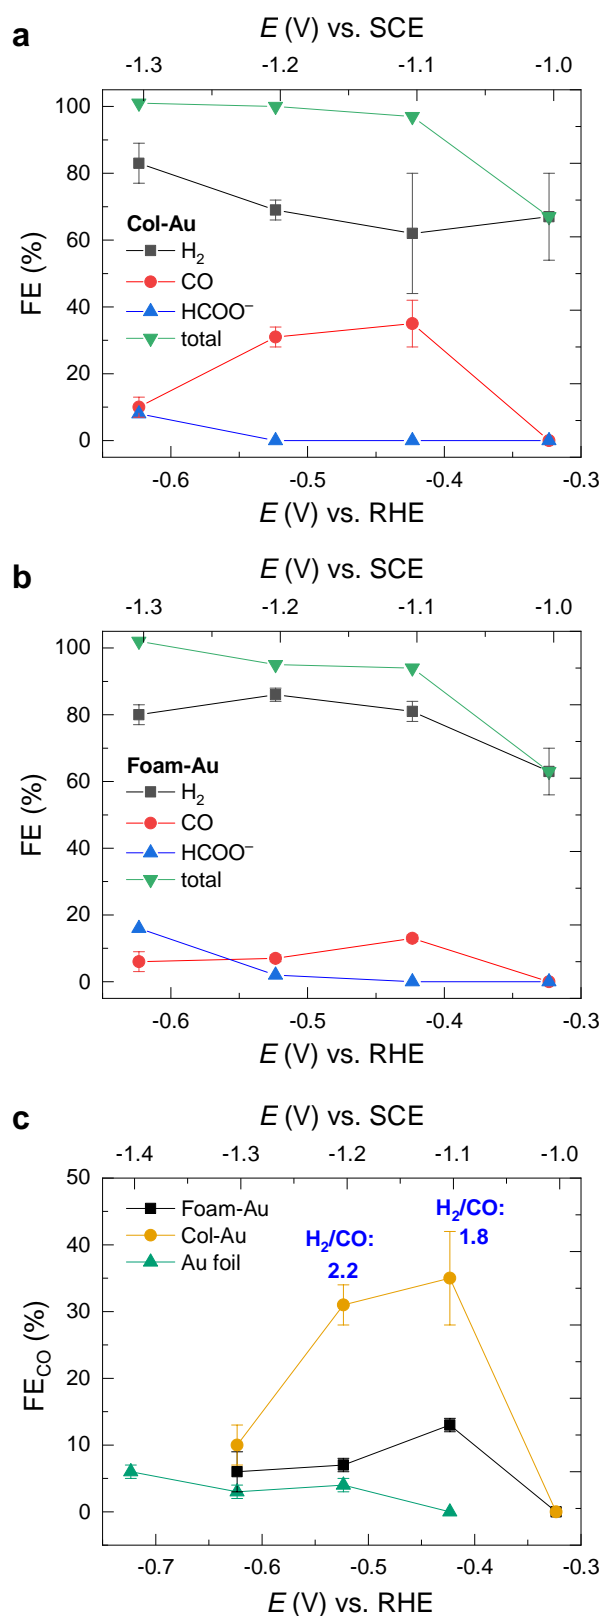 a
E (V) vs. SCE
-1.3 -1.2 -1.1 -1.0
100
80
60
40
20
0
FE (%)
Col-Au
H₂
CO
HCOO⁻
total
-0.6 -0.5 -0.4 -0.3
E (V) vs. RHE
b
E (V) vs. SCE
-1.3 -1.2 -1.1 -1.0
100
80
60
40
20
0
FE (%)
Foam-Au
H₂
CO
HCOO⁻
total
-0.6 -0.5 -0.4 -0.3
E (V) vs. RHE
c
E (V) vs. SCE
-1.4 -1.3 -1.2 -1.1 -1.0
50
40
30
20
10
0
FE_CO (%)
Foam-Au
Col-Au
Au foil
H₂/CO:
2.2
H₂/CO:
1.8
-0.7 -0.6 -0.5 -0.4 -0.3
E (V) vs. RHE